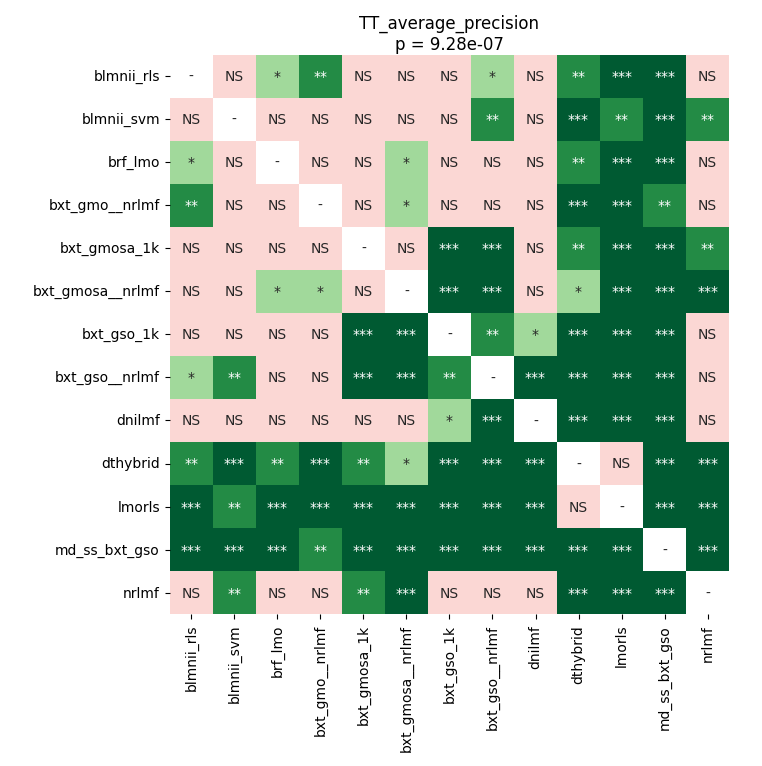 TT_average_precision
p = 9.28e-07
blmnii_rls - NS * ** NS NS NS * NS ** *** *** NS
blmnii_svm NS - NS NS NS NS NS ** NS *** ** *** **
brf_lmo * NS - NS NS * NS NS NS ** *** *** NS
bxt_gmo__nrlmf ** NS NS - NS * NS NS NS *** *** ** NS
bxt_gmosa_1k NS NS NS NS - NS *** *** NS ** *** *** **
bxt_gmosa__nrlmf NS NS * * NS - *** *** NS * *** *** ***
bxt_gso_1k NS NS NS NS *** *** - ** * *** *** *** NS
bxt_gso__nrlmf * ** NS NS *** *** ** - *** *** *** *** NS
dnilmf NS NS NS NS NS NS * *** - *** *** *** NS
dthybrid ** *** ** *** ** * *** *** *** - NS *** ***
lmorls *** ** *** *** *** *** *** *** *** NS - *** ***
md_ss_bxt_gso *** *** *** ** *** *** *** *** *** *** *** - ***
nrlmf NS ** NS NS ** *** NS NS NS *** *** *** -
blmnii_rls
blmnii_svm
brf_lmo
bxt_gmo__nrlmf
bxt_gmosa_1k
bxt_gmosa__nrlmf
bxt_gso_1k
bxt_gso__nrlmf
dnilmf
dthybrid
lmorls
md_ss_bxt_gso
nrlmf